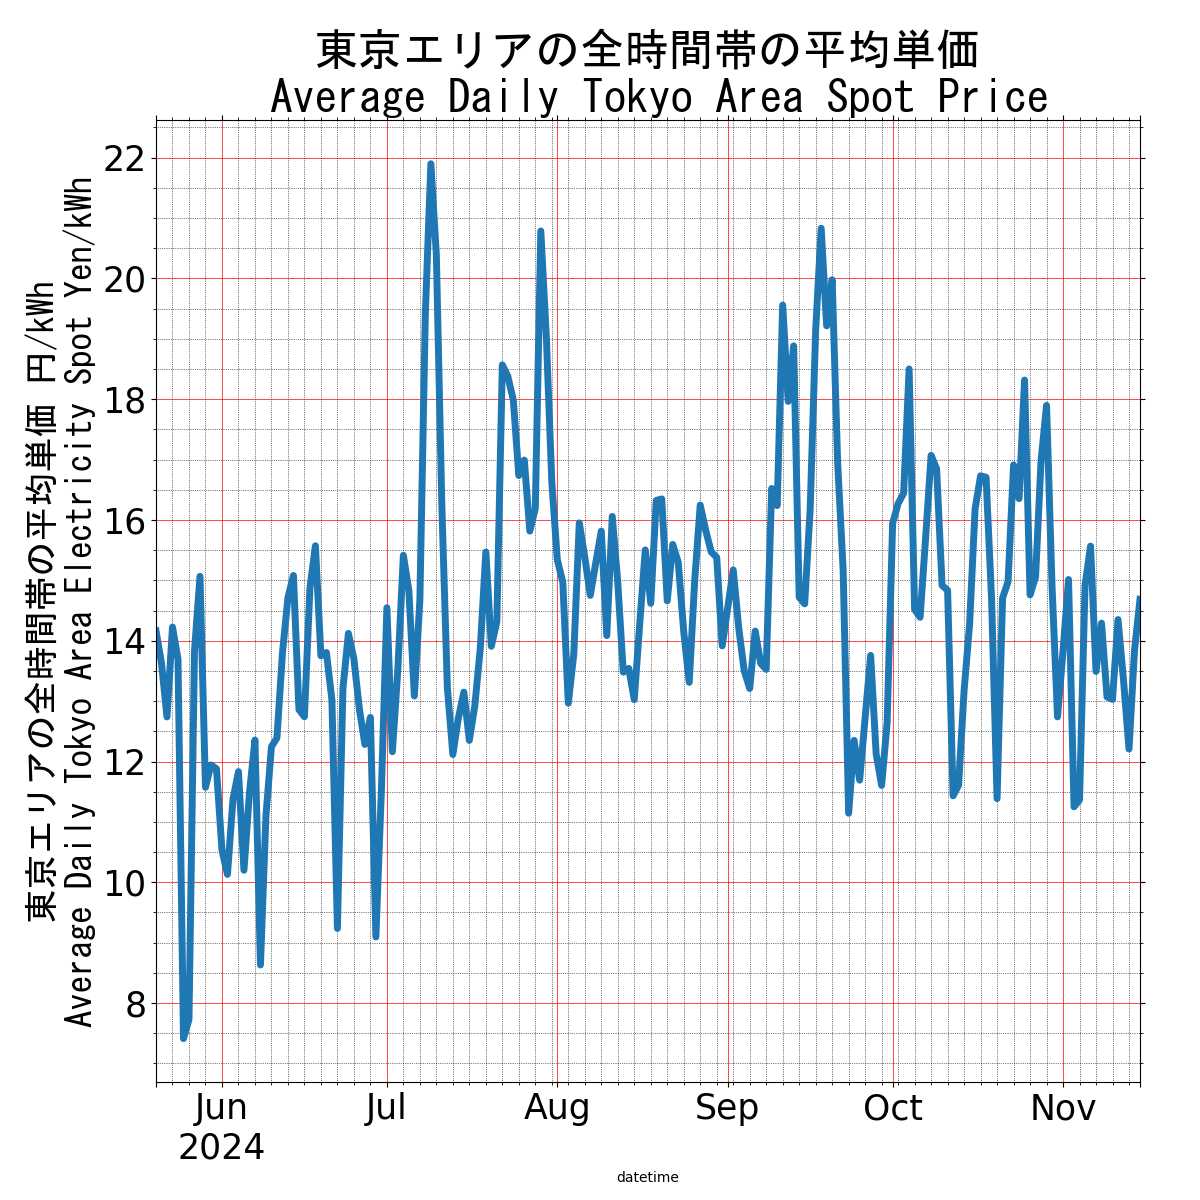 東京エリアの全時間帯の平均単価
Average Daily Tokyo Area Spot Price
東京エリアの全時間帯の平均単価 円/kWh
Average Daily Tokyo Area Electricity Spot Yen/kWh
22
20
18
16
14
12
10
8
Jun
2024
Jul
Aug
Sep
Oct
Nov
datetime